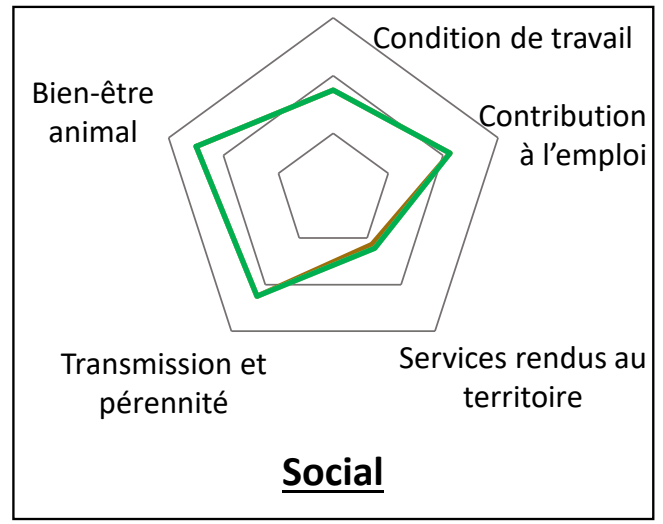 Condition de travail
Bien-être
animal
Contribution
à l’emploi
Transmission et
pérennité
Services rendus au
territoire
Social